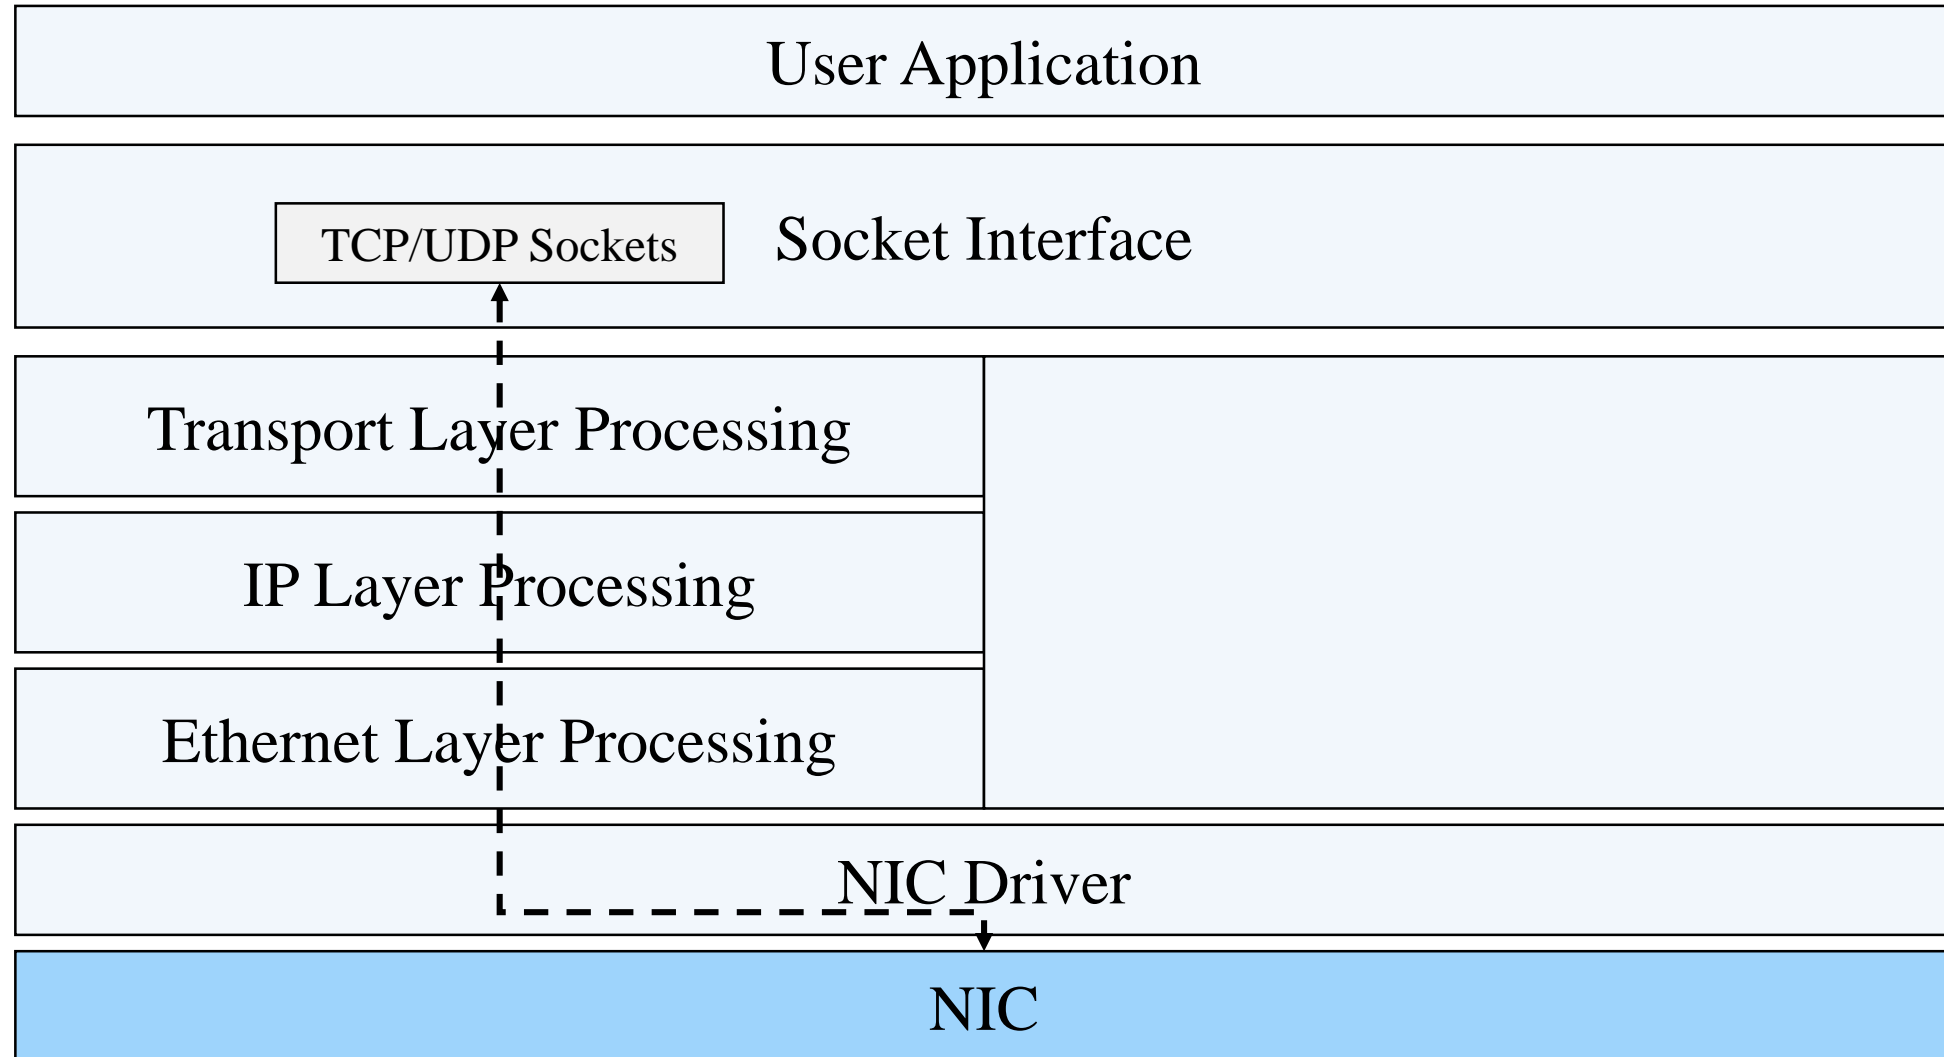 User Application
TCP/UDP Sockets
Socket Interface
Transport Layer Processing
IP Layer Processing
Ethernet Layer Processing
NIC Driver
NIC